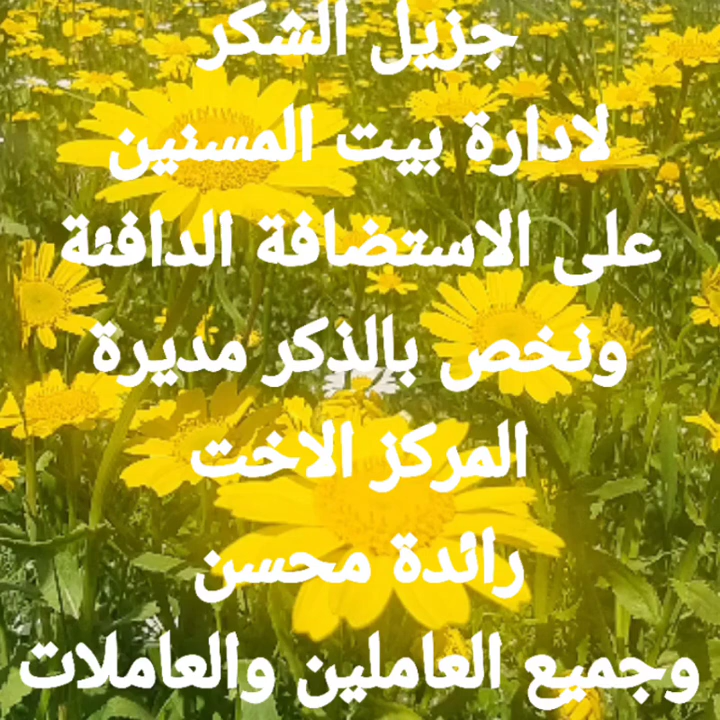 جزيل الشكر
لادارة بيت المسنين
على الاستضافة الدافئة
ونخص بالذكر مديرة
المركز الاخت
رائدة محسن
وجميع العاملين والعاملات